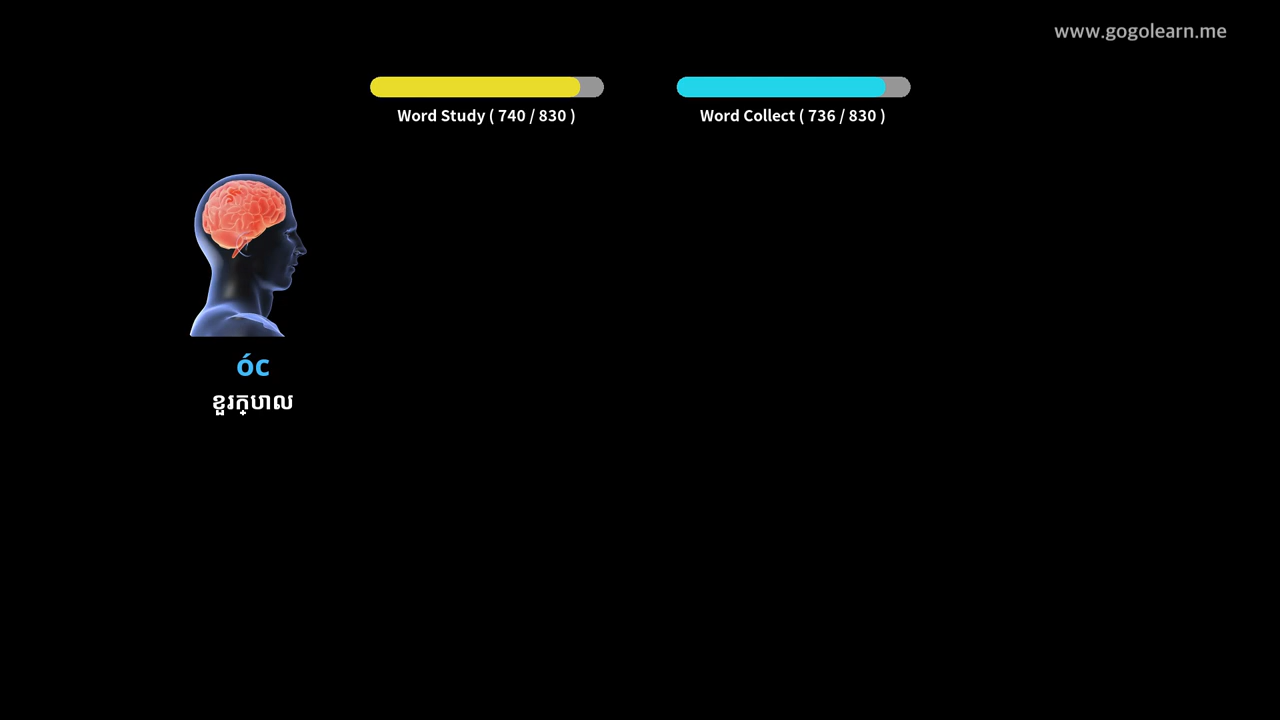 www.gogolearn.me
Word Study ( 740 / 830 )
Word Collect ( 736 / 830 )
óc
ខួរក្បាល